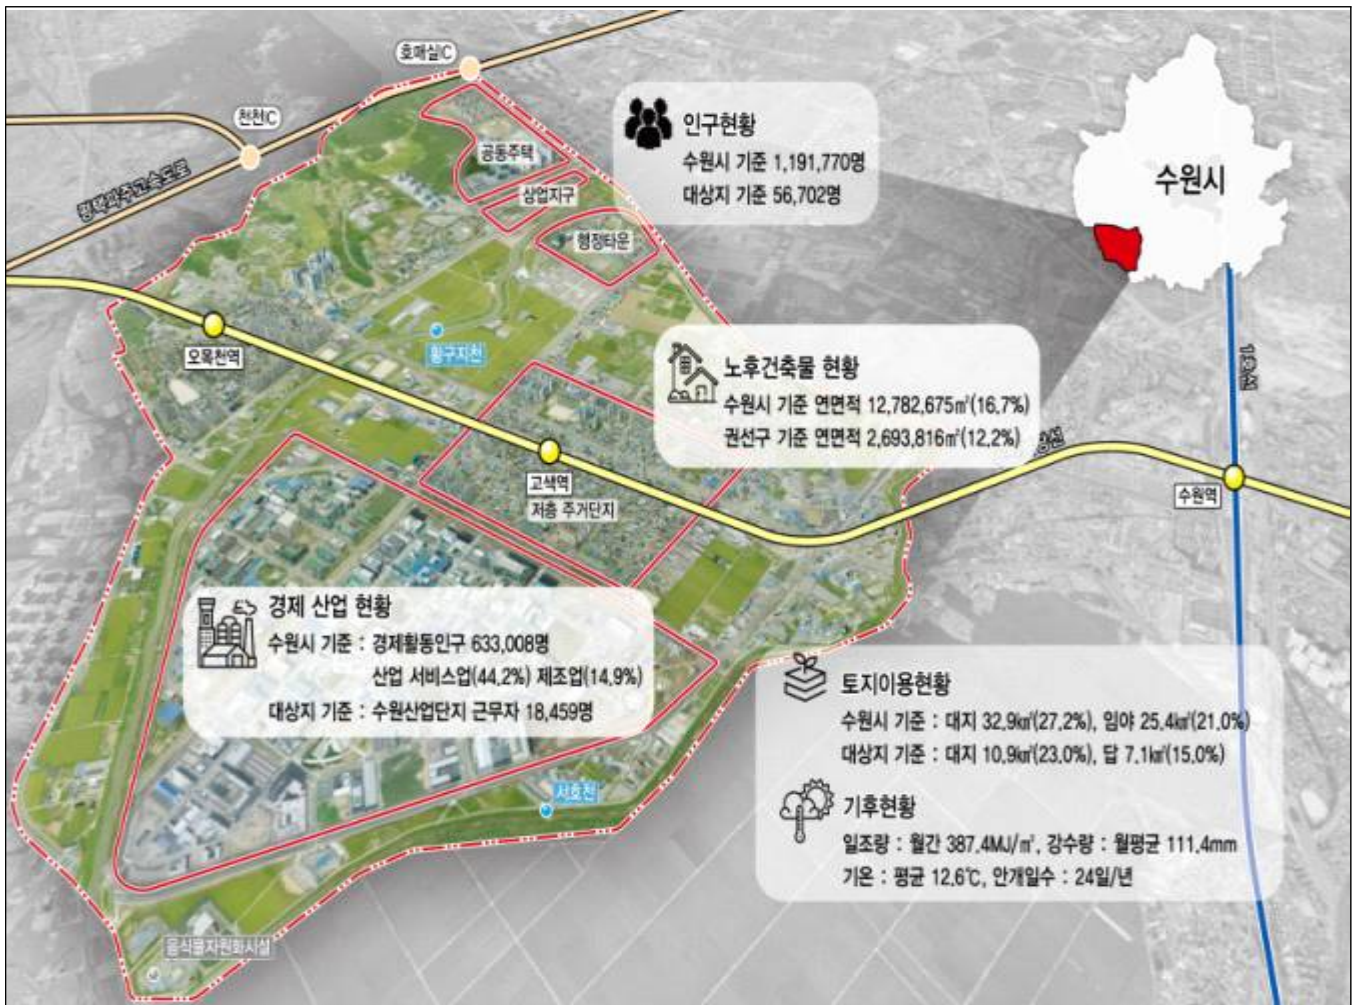 호매실IC
천천IC
평택파주고속도로
공동주택
상업지구
행정타운
인구현황
수원시 기준 1,191,770명
대상지 기준 56,702명
수원시
오목천역
황구지천
노후건축물 현황
수원시 기준 연면적 12,782,675㎡(16.7%)
권선구 기준 연면적 2,693,816㎡(12.2%)
1호선
고색역
저층 주거단지
수원역
경제 산업 현황
수원시 기준 : 경제활동인구 633,008명
산업 서비스업(44.2%) 제조업(14.9%)
대상지 기준 : 수원산업단지 근무자 18,459명
토지이용현황
수원시 기준 : 대지 32.9㎢(27.2%), 임야 25.4㎢(21.0%)
대상지 기준 : 대지 10.9㎢(23.0%), 답 7.1㎢(15.0%)
서호천
기후현황
일조량 : 월간 387.4MJ/㎡, 강수량 : 월평균 111.4mm
기온 : 평균 12.6℃, 안개일수 : 24일/년
음식물자원화시설